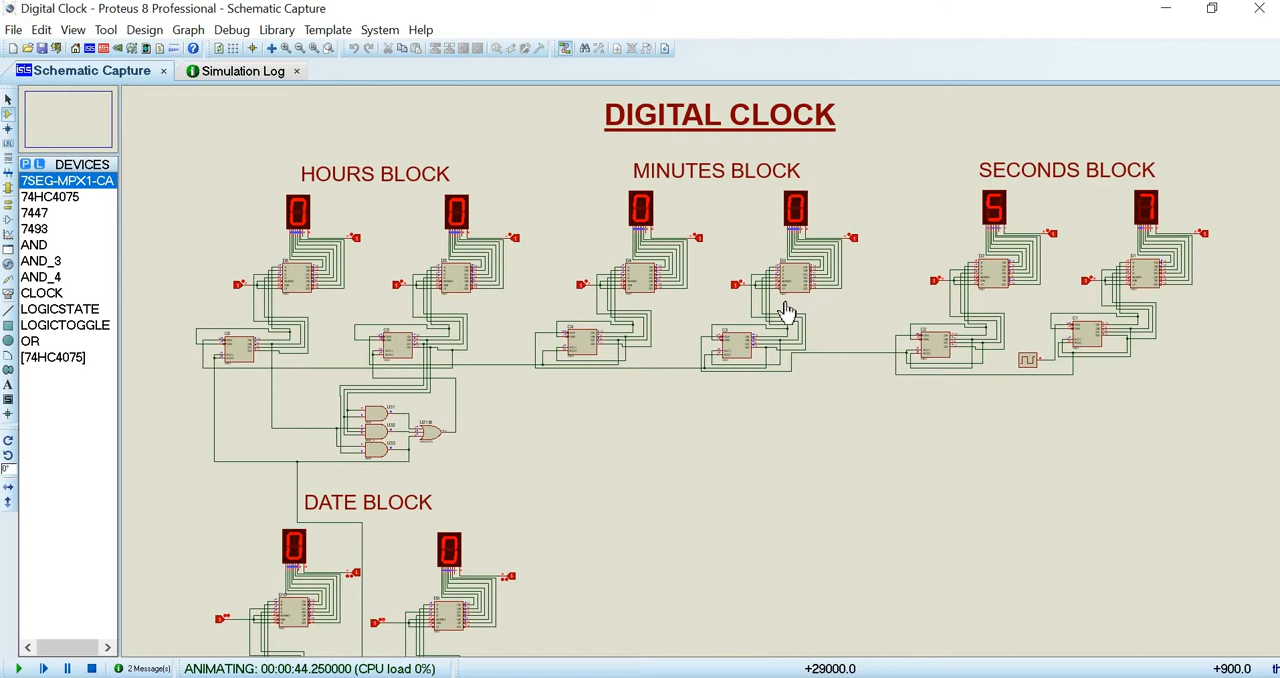 Digital Clock - Proteus 8 Professional - Schematic Capture
File Edit View Tool Design Graph Debug Library Template System Help
Schematic Capture × Simulation Log ×
P L DEVICES
7SEG-MPX1-CA
74HC4075
7447
7493
AND
AND_3
AND_4
CLOCK
LOGICSTATE
LOGICTOGGLE
OR
[74HC4075]
DIGITAL CLOCK
HOURS BLOCK MINUTES BLOCK SECONDS BLOCK
0 0 0 0 5 7
DATE BLOCK
0 0
2 Message(s) ANIMATING: 00:00:44.250000 (CPU load 0%) +29000.0 +900.0 th